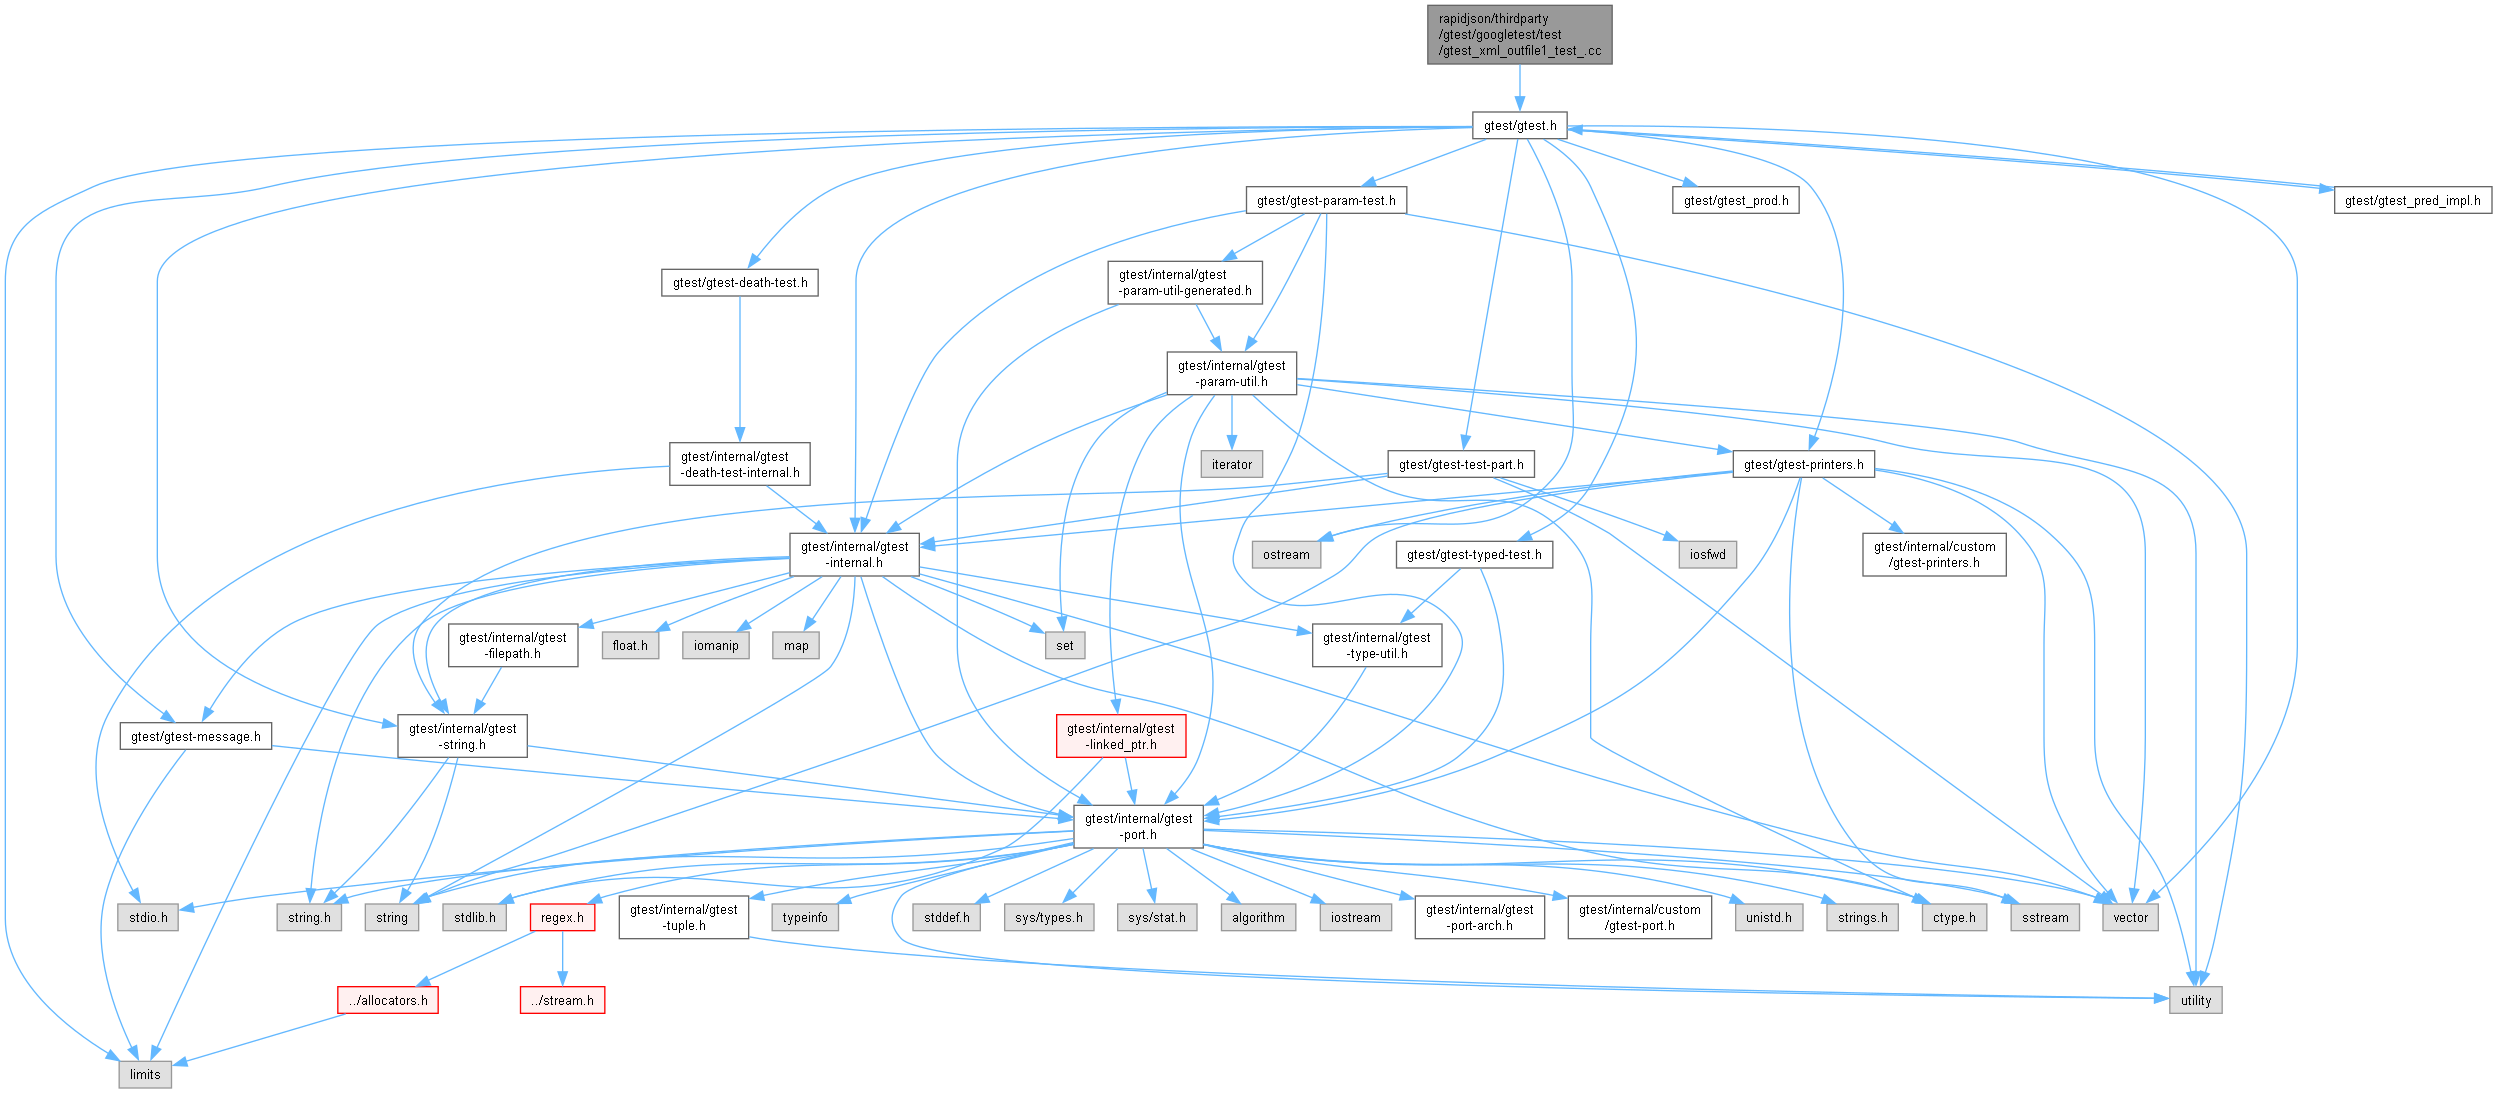 rapidjson/thirdparty
/gtest/googletest/test
/gtest_xml_outfile1_test_.cc
gtest/gtest.h
gtest/gtest-param-test.h
gtest/gtest_prod.h
gtest/gtest_pred_impl.h
gtest/gtest-death-test.h
gtest/internal/gtest
-param-util-generated.h
gtest/internal/gtest
-param-util.h
gtest/internal/gtest
-death-test-internal.h
iterator
gtest/gtest-test-part.h
gtest/gtest-printers.h
gtest/internal/gtest
-internal.h
ostream
gtest/gtest-typed-test.h
iosfwd
gtest/internal/custom
/gtest-printers.h
gtest/internal/gtest
-filepath.h
float.h
iomanip
map
set
gtest/internal/gtest
-type-util.h
gtest/gtest-message.h
gtest/internal/gtest
-string.h
gtest/internal/gtest
-linked_ptr.h
gtest/internal/gtest
-port.h
stdio.h
string.h
string
stdlib.h
regex.h
gtest/internal/gtest
-tuple.h
typeinfo
stddef.h
sys/types.h
sys/stat.h
algorithm
iostream
gtest/internal/gtest
-port-arch.h
gtest/internal/custom
/gtest-port.h
unistd.h
strings.h
ctype.h
sstream
vector
../allocators.h
../stream.h
utility
limits